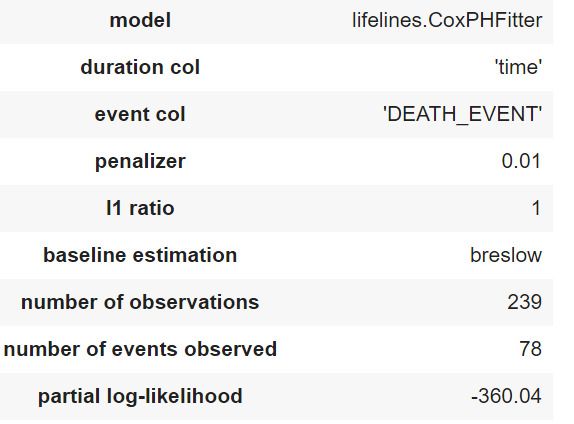 model lifelines.CoxPHFitter
duration col 'time'
event col 'DEATH_EVENT'
penalizer 0.01
l1 ratio 1
baseline estimation breslow
number of observations 239
number of events observed 78
partial log-likelihood -360.04